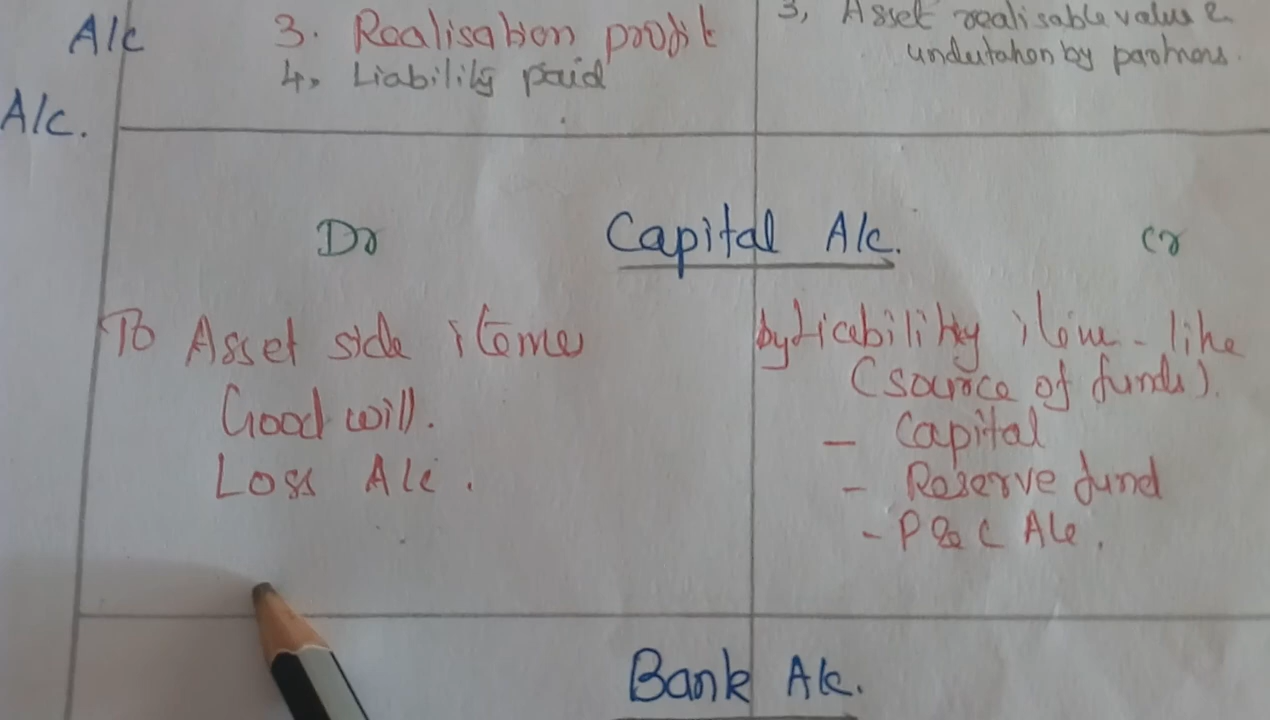 A/c
3. Realisation profit
4, Liability paid
3, Asset realisable value &
undertaken by partners.
A/c.
Dr
Capital A/c.
Cr
To Asset side items
Good will.
Loss A/c.
by Liability item - like
(source of funds).
- Capital
- Reserve fund
- P & L A/c.
Bank A/c.